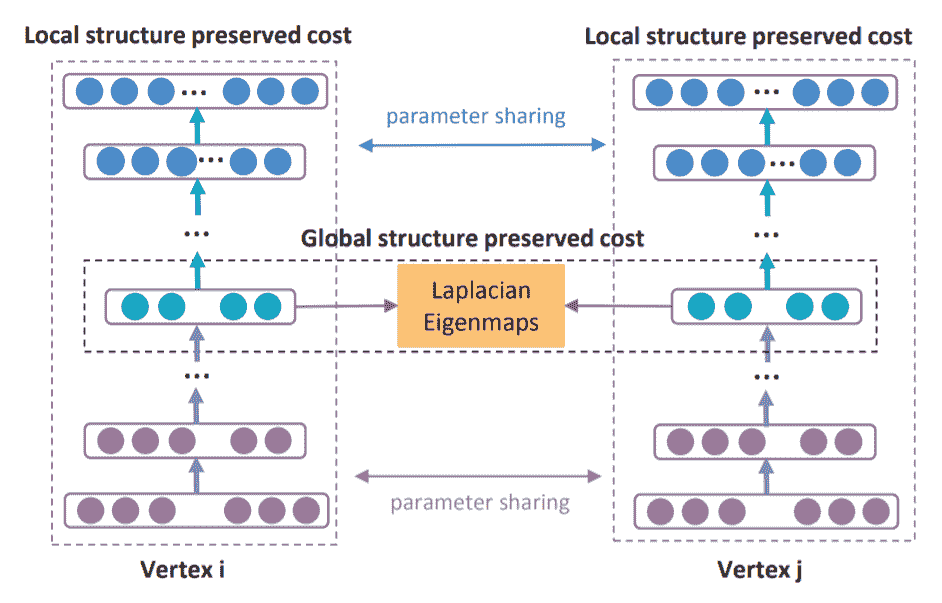 Local structure preserved cost
Local structure preserved cost
...
...
parameter sharing
...
...
...
...
Global structure preserved cost
Laplacian
Eigenmaps
...
...
parameter sharing
Vertex i
Vertex j